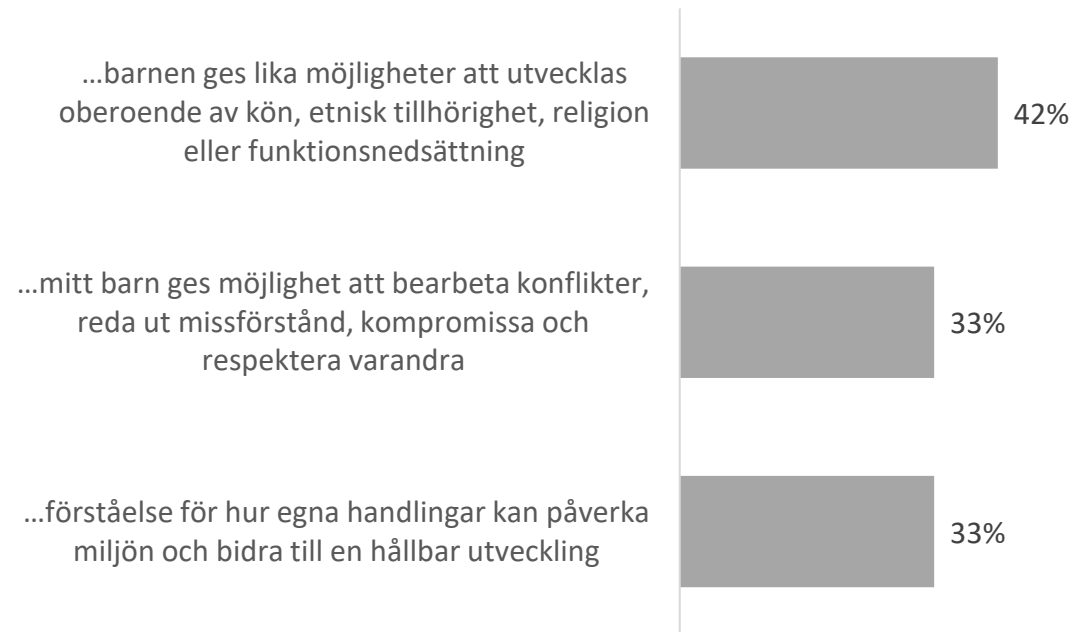 …barnen ges lika möjligheter att utvecklas
oberoende av kön, etnisk tillhörighet, religion
eller funktionsnedsättning
42%
…mitt barn ges möjlighet att bearbeta konflikter,
reda ut missförstånd, kompromissa och
respektera varandra
33%
…förståelse för hur egna handlingar kan påverka
miljön och bidra till en hållbar utveckling
33%